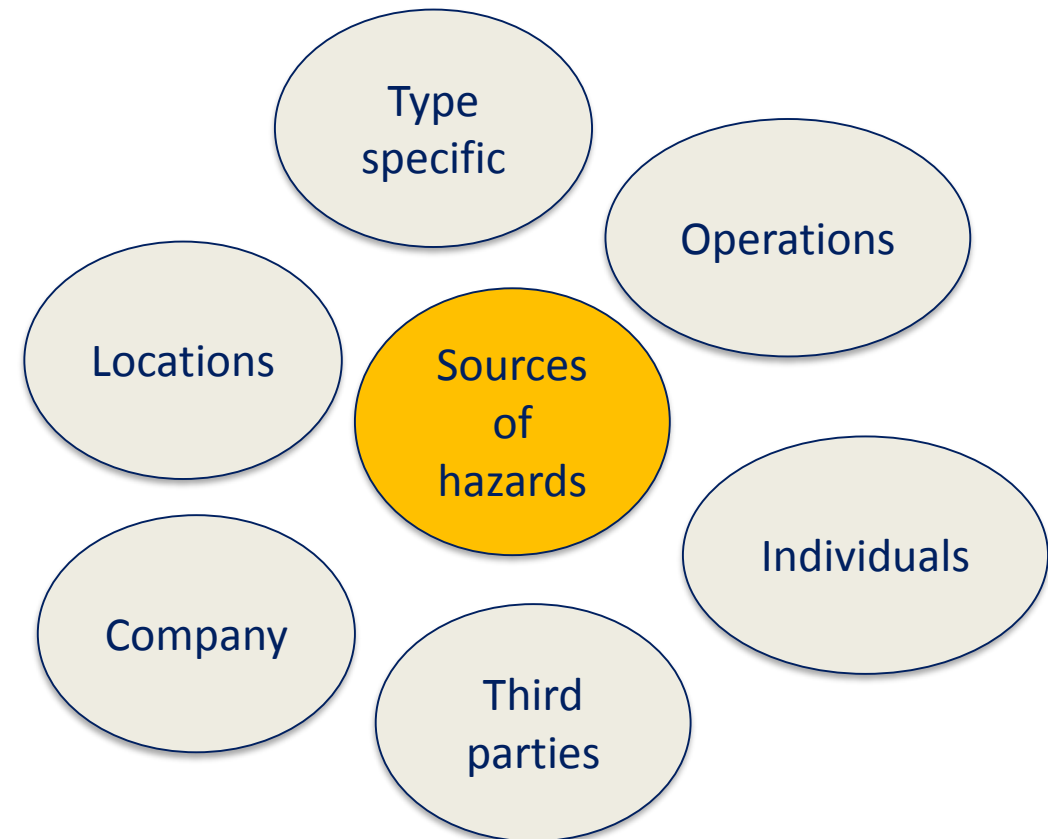 Type
specific
Operations
Locations
Sources
of
hazards
Individuals
Company
Third
parties